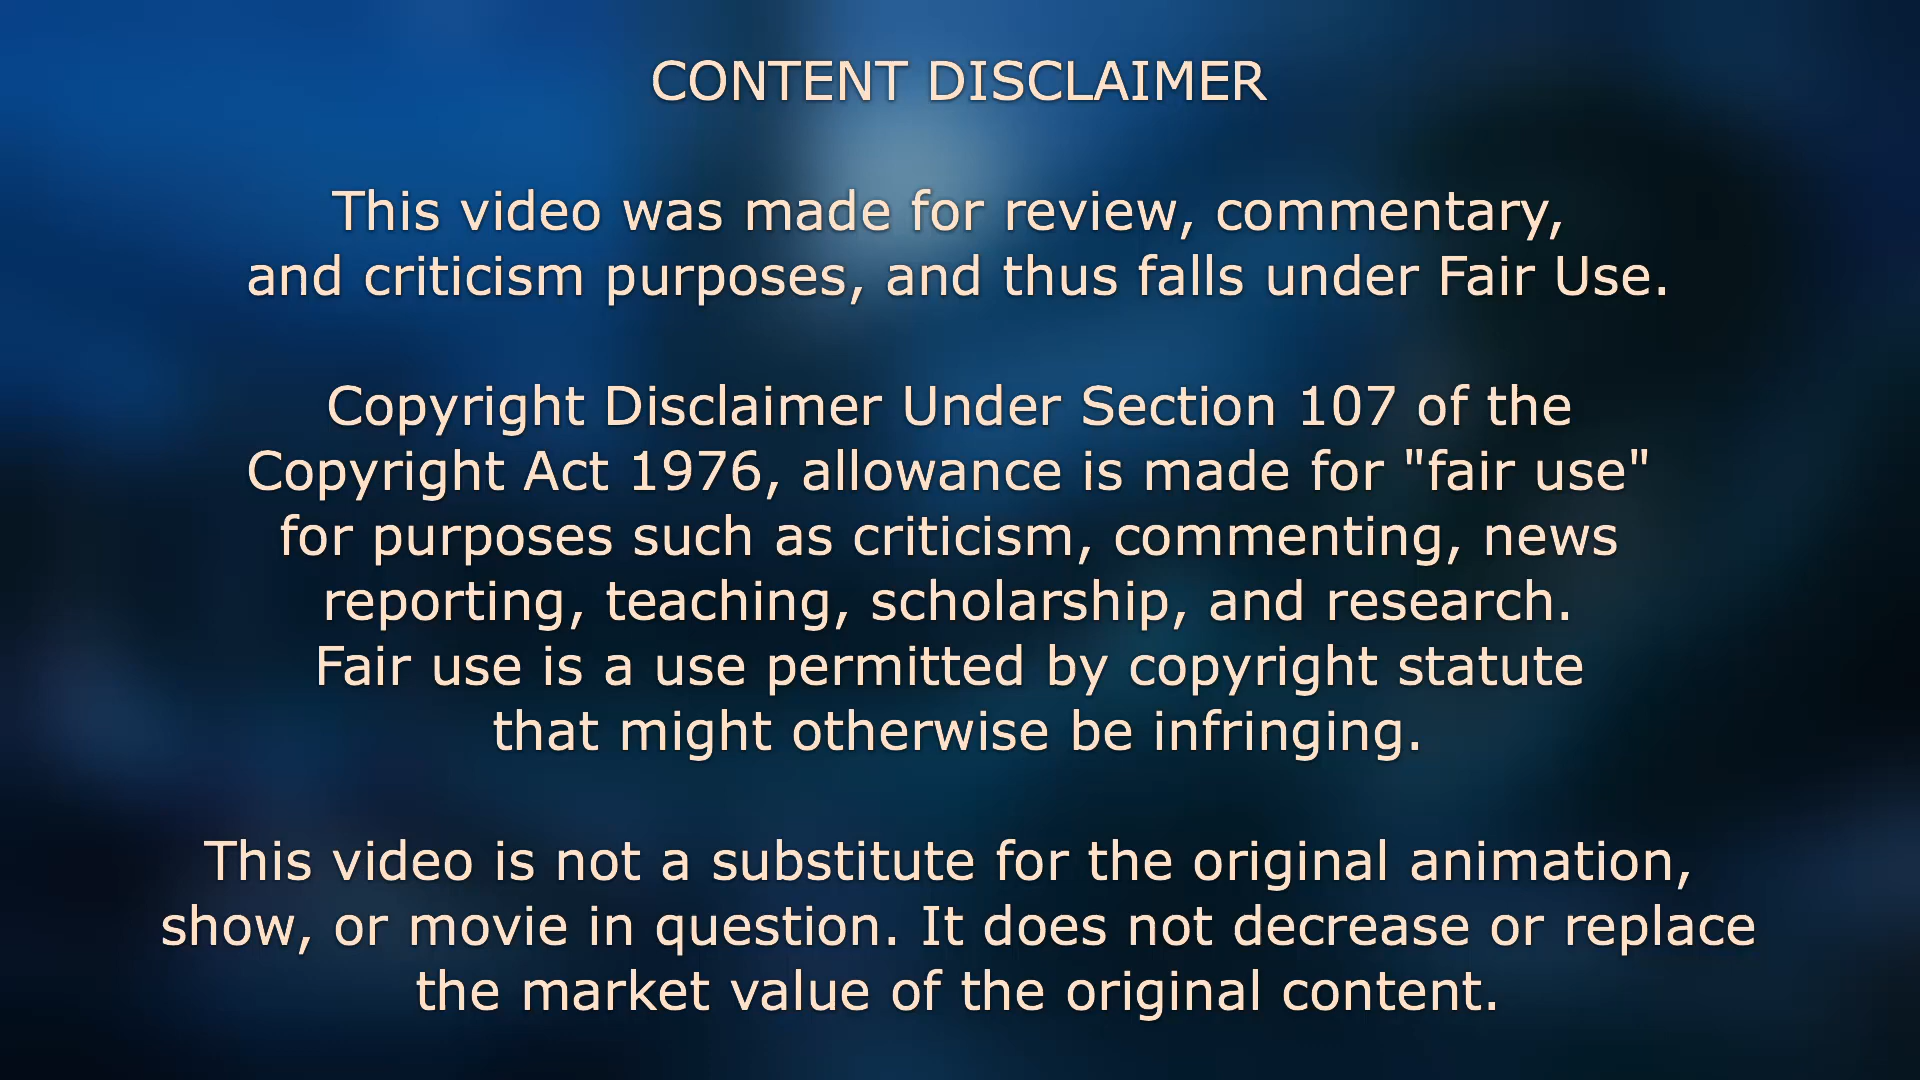 CONTENT DISCLAIMER
This video was made for review, commentary,
and criticism purposes, and thus falls under Fair Use.
Copyright Disclaimer Under Section 107 of the
Copyright Act 1976, allowance is made for "fair use"
for purposes such as criticism, commenting, news
reporting, teaching, scholarship, and research.
Fair use is a use permitted by copyright statute
that might otherwise be infringing.
This video is not a substitute for the original animation,
show, or movie in question. It does not decrease or replace
the market value of the original content.